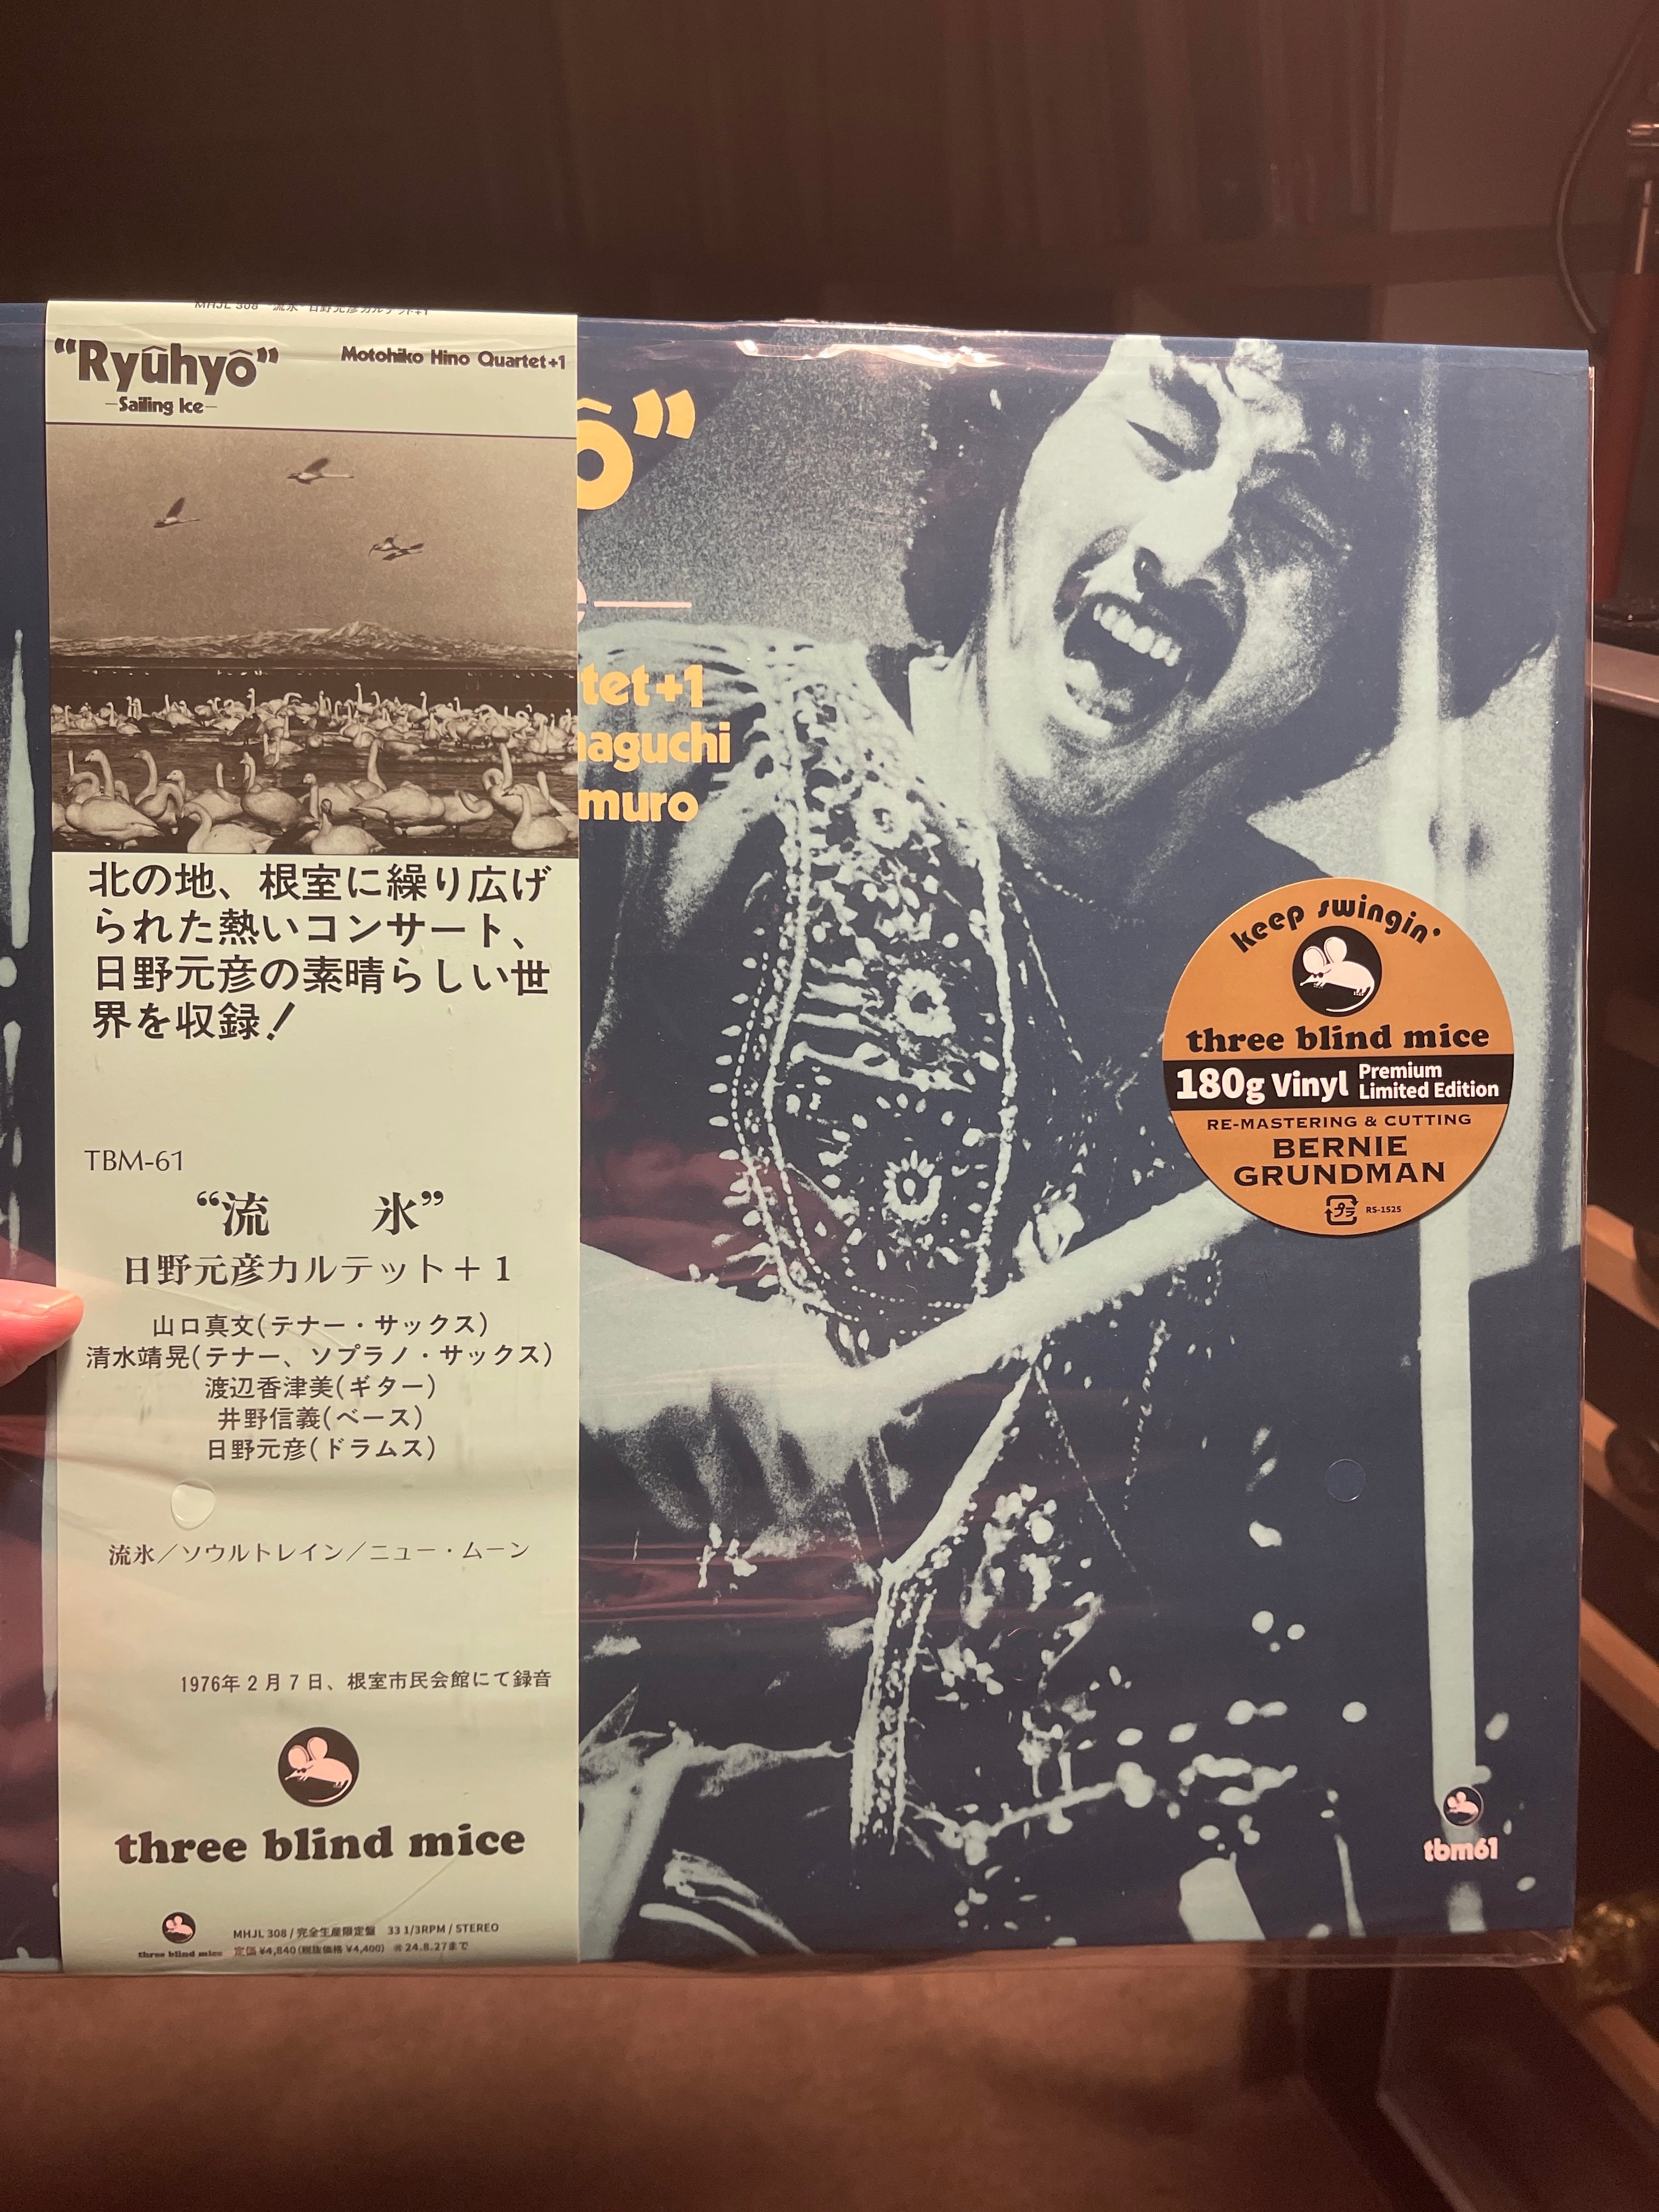 MHJL 308 "流氷" 日野元彦カルテット+1
“Ryûhyô”
Motohiko Hino Quartet+1
—Sailing Ice—
北の地、根室に繰り広げ
られた熱いコンサート、
日野元彦の素晴らしい世
界を収録！
TBM-61
“流 氷”
日野元彦カルテット＋1
山口真文(テナー・サックス)
清水靖晃(テナー、ソプラノ・サックス)
渡辺香津美(ギター)
井野信義(ベース)
日野元彦(ドラムス)
流氷／ソウルトレイン／ニュー・ムーン
1976年2月7日、根室市民会館にて録音
three blind mice
three blind mice
MHJL 308 / 完全生産限定盤 33 1/3RPM / STEREO
定価 ¥4,840(税抜価格 ¥4,400) ㊢24.8.27まで
ô”
e—
tet+1
maguchi
muro
keep swingin'
three blind mice
180g Vinyl Premium Limited Edition
RE-MASTERING & CUTTING
BERNIE
GRUNDMAN
プラ RS-1525
tbm61